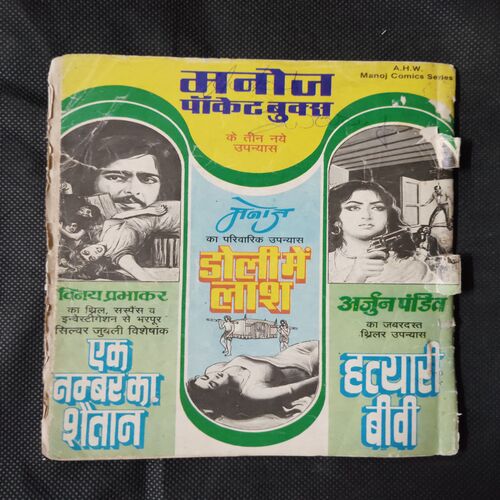 A.H.W.
Manoj Comics Series
मनोज
पॉकेट बुक्स
के तीन नये
उपन्यास
मनोज
का परिवारिक उपन्यास
डोली में
लाश
विनय प्रभाकर
का थ्रिल, सस्पैंस व
इन्वैस्टीगेशन से भरपूर
सिल्वर जुबली विशेषांक
एक
नम्बर का
शैतान
अर्जुन पंडित
का जबरदस्त
थ्रिलर उपन्यास
हत्यारी
बीवी